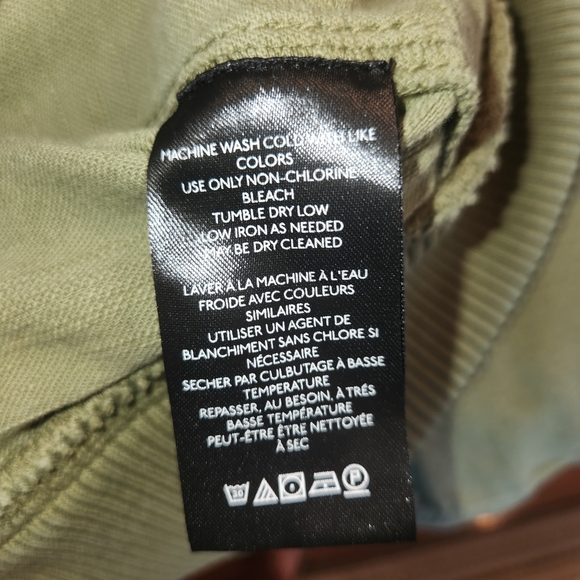 MACHINE WASH COLD WITH LIKE
COLORS
USE ONLY NON-CHLORINE
BLEACH
TUMBLE DRY LOW
LOW IRON AS NEEDED
MAY BE DRY CLEANED
LAVER À LA MACHINE À L'EAU
FROIDE AVEC COULEURS
SIMILAIRES
UTILISER UN AGENT DE
BLANCHIMENT SANS CHLORE SI
NÉCESSAIRE
SECHER PAR CULBUTAGE À BASSE
TEMPERATURE
REPASSER, AU BESOIN, À TRÉS
BASSE TEMPÉRATURE
PEUT-ÊTRE ÊTRE NETTOYÉE
À SEC
30 P